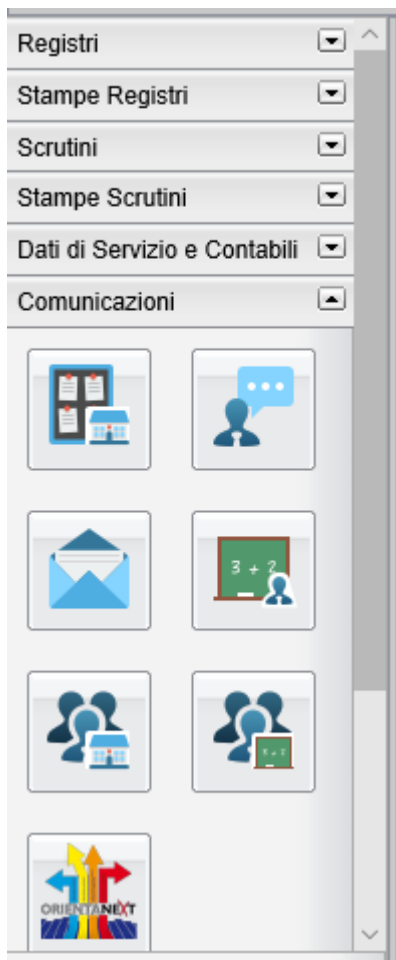 Registri
Stampe Registri
Scrutini
Stampe Scrutini
Dati di Servizio e Contabili
Comunicazioni
3 + 2
ORIENTANEXT